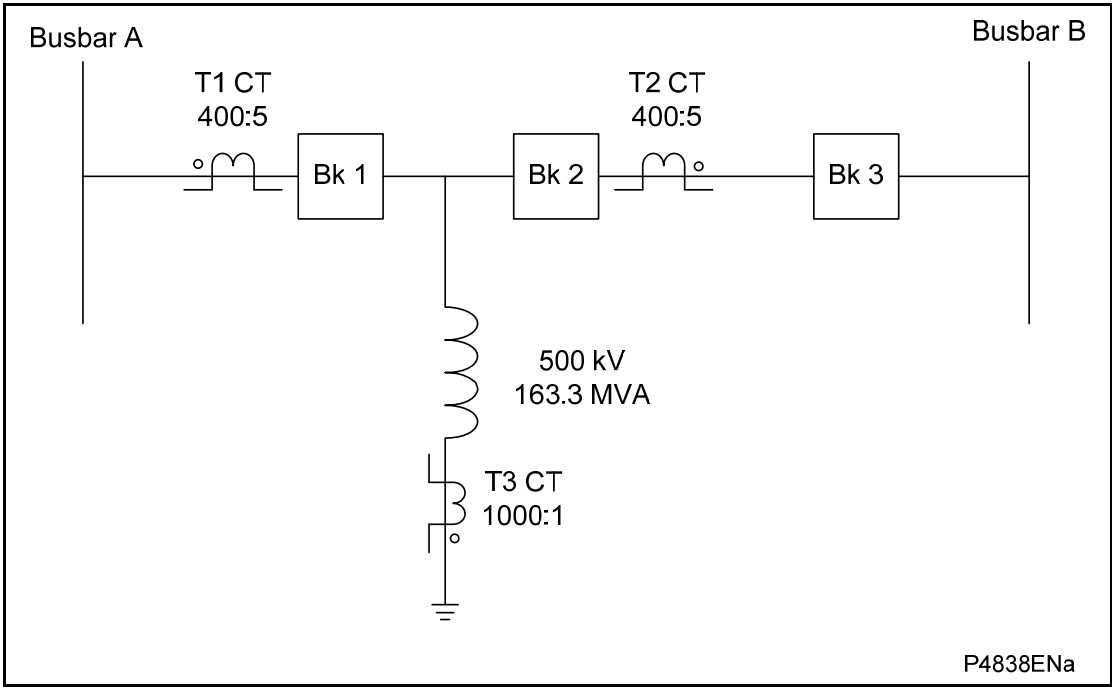 Busbar A
Busbar B
T1 CT
400:5
T2 CT
400:5
Bk 1
Bk 2
Bk 3
500 kV
163.3 MVA
T3 CT
1000:1
P4838ENa